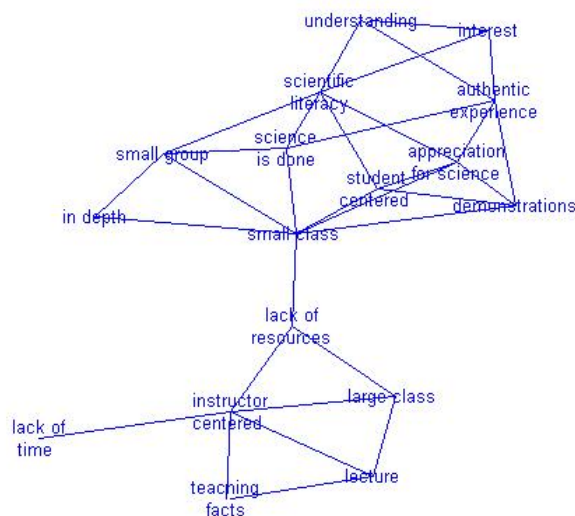 understanding
interest
scientific
literacy
authentic
experience
science
is done
small group
appreciation
for science
student
centered
in depth
demonstrations
small class
lack of
resources
instructor
centered
large class
lack of
time
lecture
teaching
facts